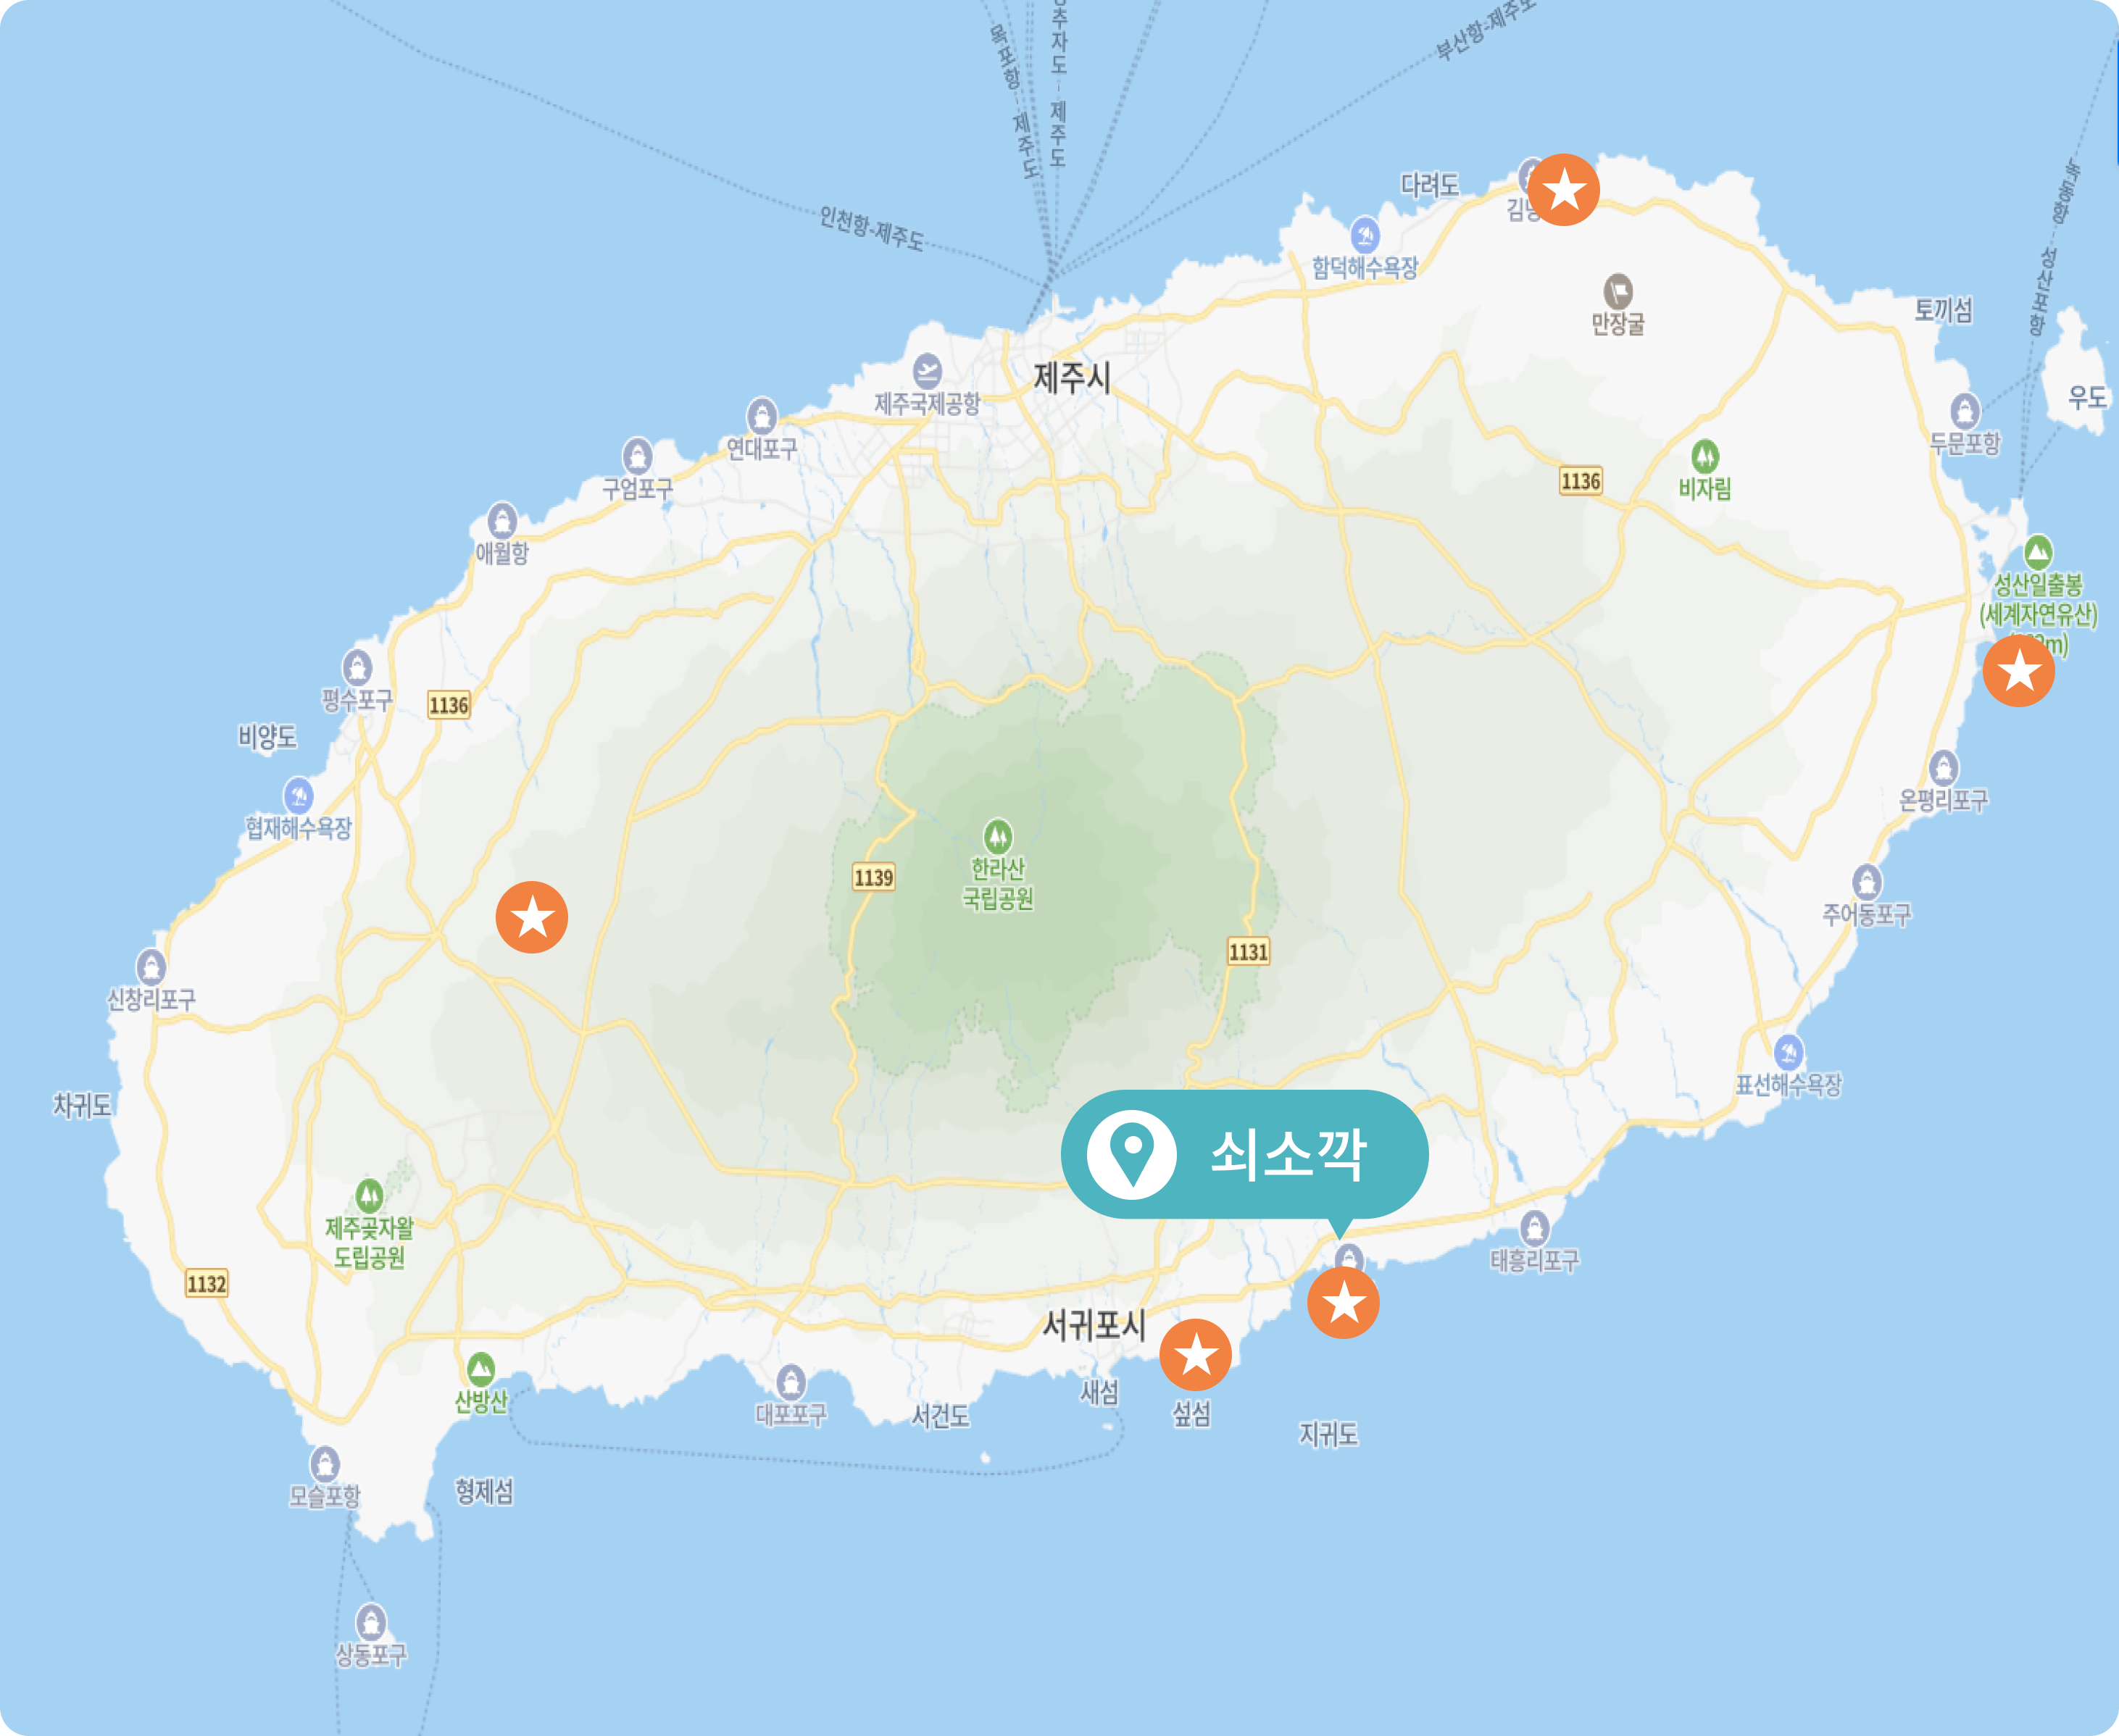 추자도 - 제주도
목포항 - 제주도
부산항-제주도
인천항-제주도
녹동항 성산포항
다려도
김녕
함덕해수욕장
만장굴
토끼섬
우도
두문포항
제주시
제주국제공항
연대포구
구엄포구
애월항
1136
비자림
성산일출봉
(세계자연유산)
평수포구
1136
비양도
협재해수욕장
온평리포구
한라산
국립공원
1139
1131
주어동포구
신창리포구
표선해수욕장
차귀도
쇠소깍
제주곶자왈
도립공원
1132
태흥리포구
서귀포시
산방산
대포포구
서건도
새섬
섶섬
지귀도
모슬포항
형제섬
상동포구